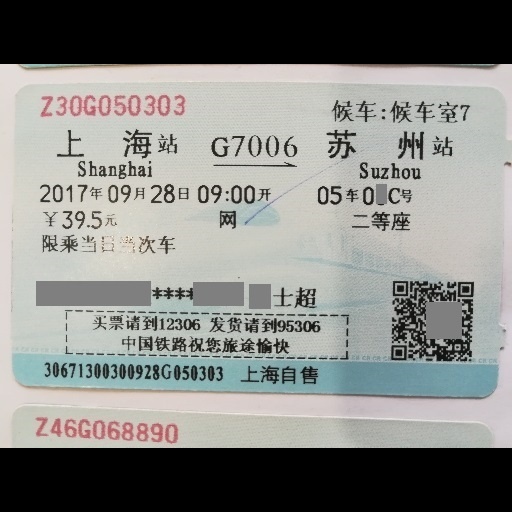 Z30G050303
候车:候车室7
上海站 G7006 苏州站
Shanghai Suzhou
2017年09月28日09:00开 05车0 C号
￥39.5元 网 二等座
限乘当日当次车
**** 士超
买票请到12306 发货请到95306
中国铁路祝您旅途愉快
30671300300928G050303 上海自售
Z46G068890